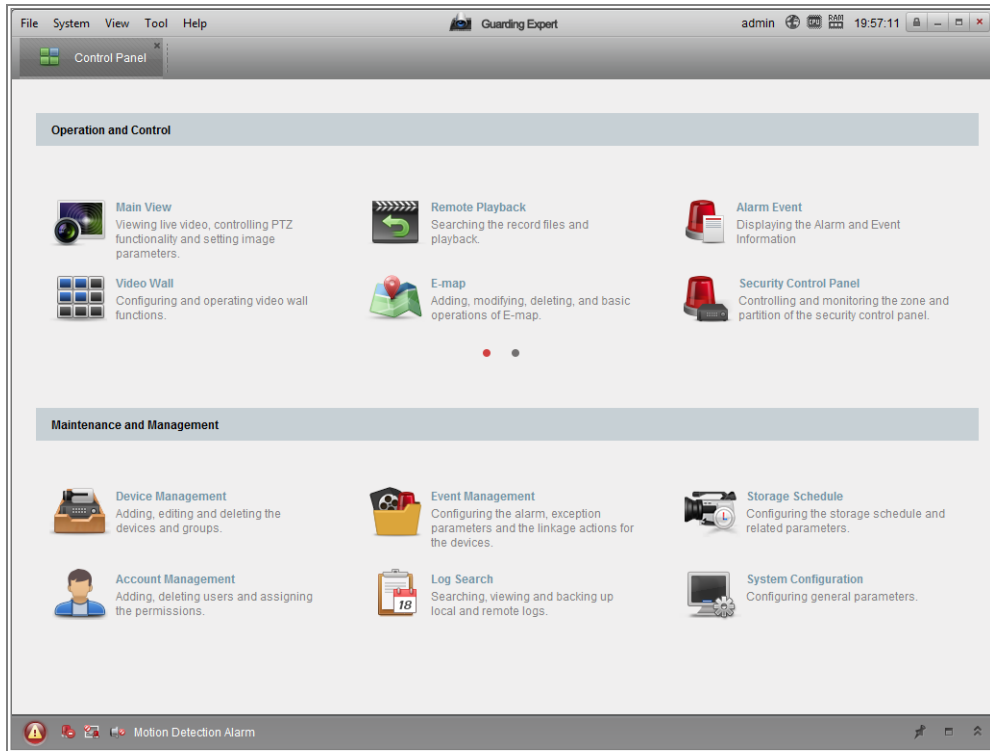 File System View Tool Help Guarding Expert admin CPU RAM 19:57:11
Control Panel
Operation and Control
Main View
Viewing live video, controlling PTZ
functionality and setting image
parameters.
Remote Playback
Searching the record files and
playback.
Alarm Event
Displaying the Alarm and Event
Information
Video Wall
Configuring and operating video wall
functions.
E-map
Adding, modifying, deleting, and basic
operations of E-map.
Security Control Panel
Controlling and monitoring the zone and
partition of the security control panel.
Maintenance and Management
Device Management
Adding, editing and deleting the
devices and groups.
Event Management
Configuring the alarm, exception
parameters and the linkage actions for
the devices.
Storage Schedule
Configuring the storage schedule and
related parameters.
Account Management
Adding, deleting users and assigning
the permissions.
18
Log Search
Searching, viewing and backing up
local and remote logs.
System Configuration
Configuring general parameters.
Motion Detection Alarm